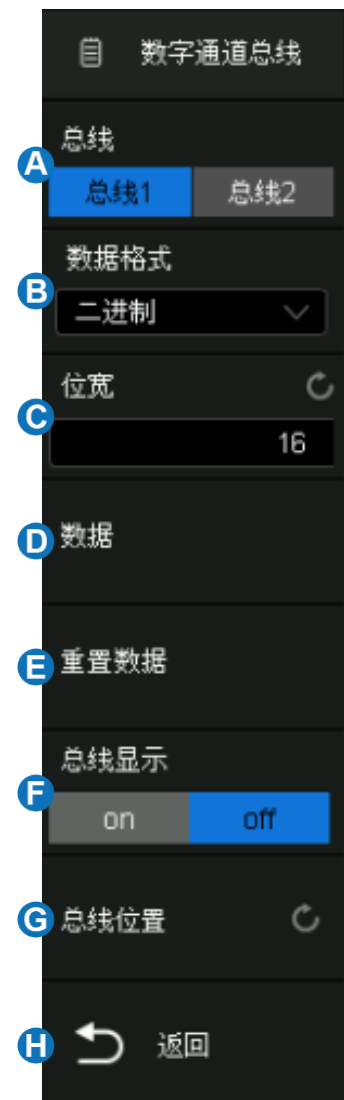 数字通道总线
总线
A
总线1 总线2
数据格式
B
二进制
位宽
C
16
D 数据
E 重置数据
总线显示
F
on off
G 总线位置
H 返回